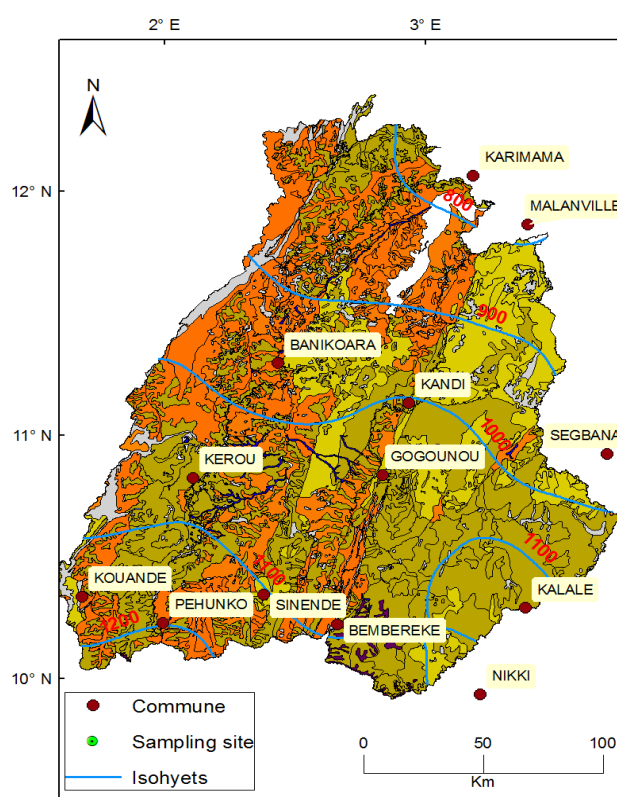 2° E 3° E
N
KARIMAMA
12° N
800
MALANVILLE
900
BANIKOARA
KANDI
1000
11° N
SEGBANA
KEROU
GOGOUNOU
1100
1100
KOUANDE
KALALE
PEHUNKO
SINENDE
1200
BEMBEREKE
10° N
NIKKI
Commune
Sampling site
Isohyets
0 50 100
Km